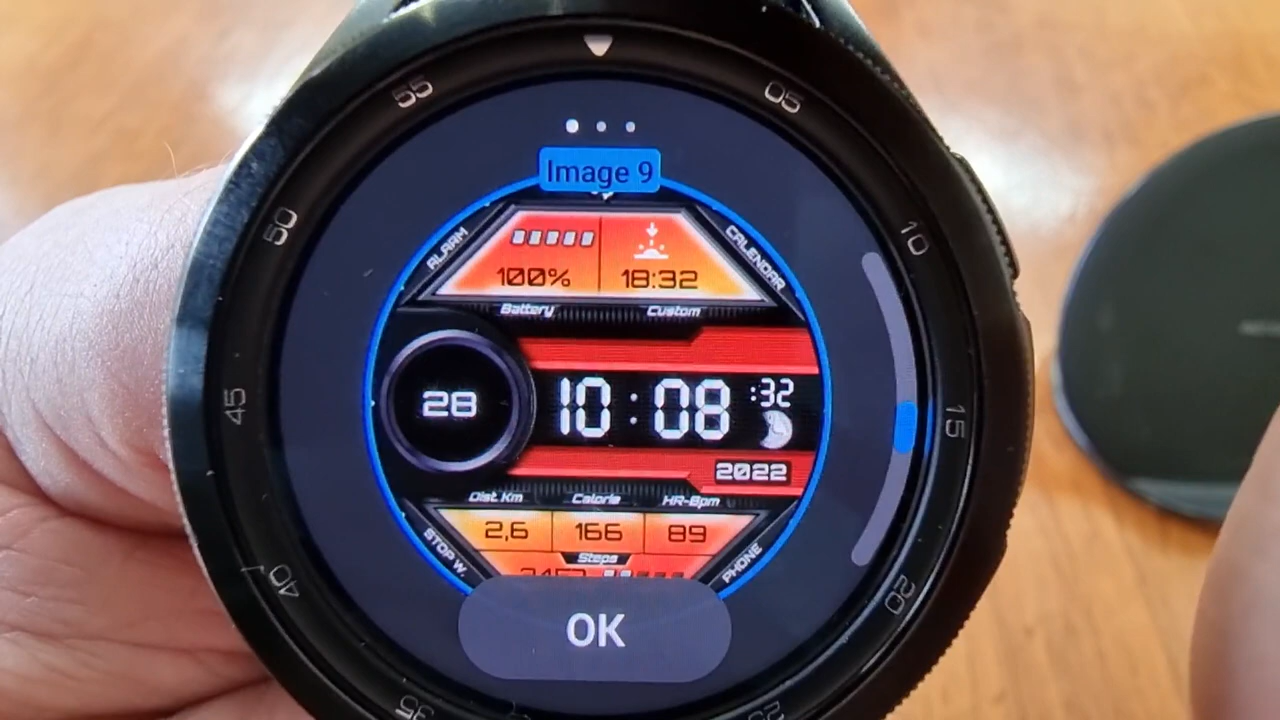 55
05
50
10
45
15
40
20
35
Image 9
ALARM
CALENDAR
100%
18:32
Battery
Custom
28
10:08
:32
2022
Dist. Km
Calorie
HR-Bpm
2,6
166
89
STOP W.
Steps
PHONE
OK